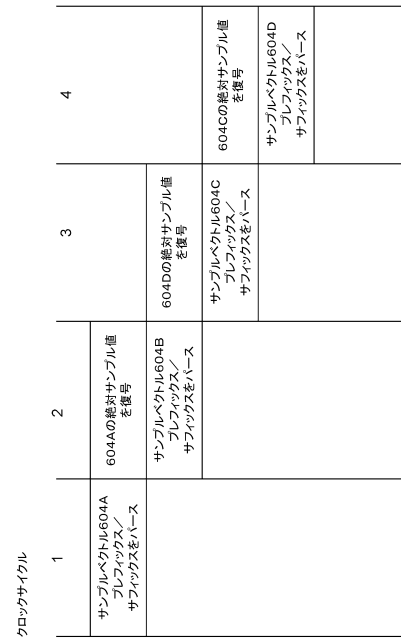 クロックサイクル
1
2
3
4
サンプルベクトル604A
プレフィックス／
サフィックスをパース
604Aの絶対サンプル値
を復号
サンプルベクトル604B
プレフィックス／
サフィックスをパース
604Dの絶対サンプル値
を復号
サンプルベクトル604C
プレフィックス／
サフィックスをパース
604Cの絶対サンプル値
を復号
サンプルベクトル604D
プレフィックス／
サフィックスをパース